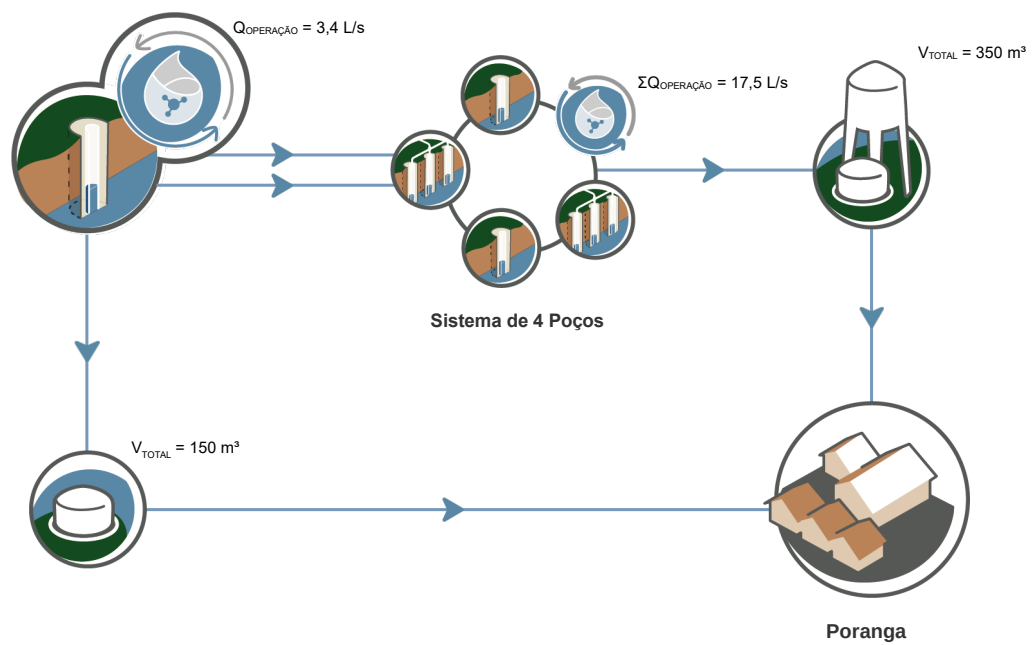 QOPERAÇÃO = 3,4 L/s
VTOTAL = 350 m³
ΣQOPERAÇÃO = 17,5 L/s
Sistema de 4 Poços
VTOTAL = 150 m³
Poranga